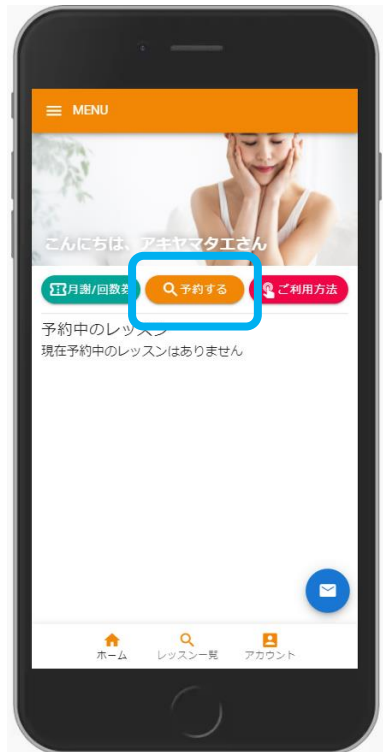 MENU
こんにちは、アキヤマタエさん
月謝/回数券
予約する
ご利用方法
予約中のレッスン
現在予約中のレッスンはありません
ホーム
レッスン一覧
アカウント